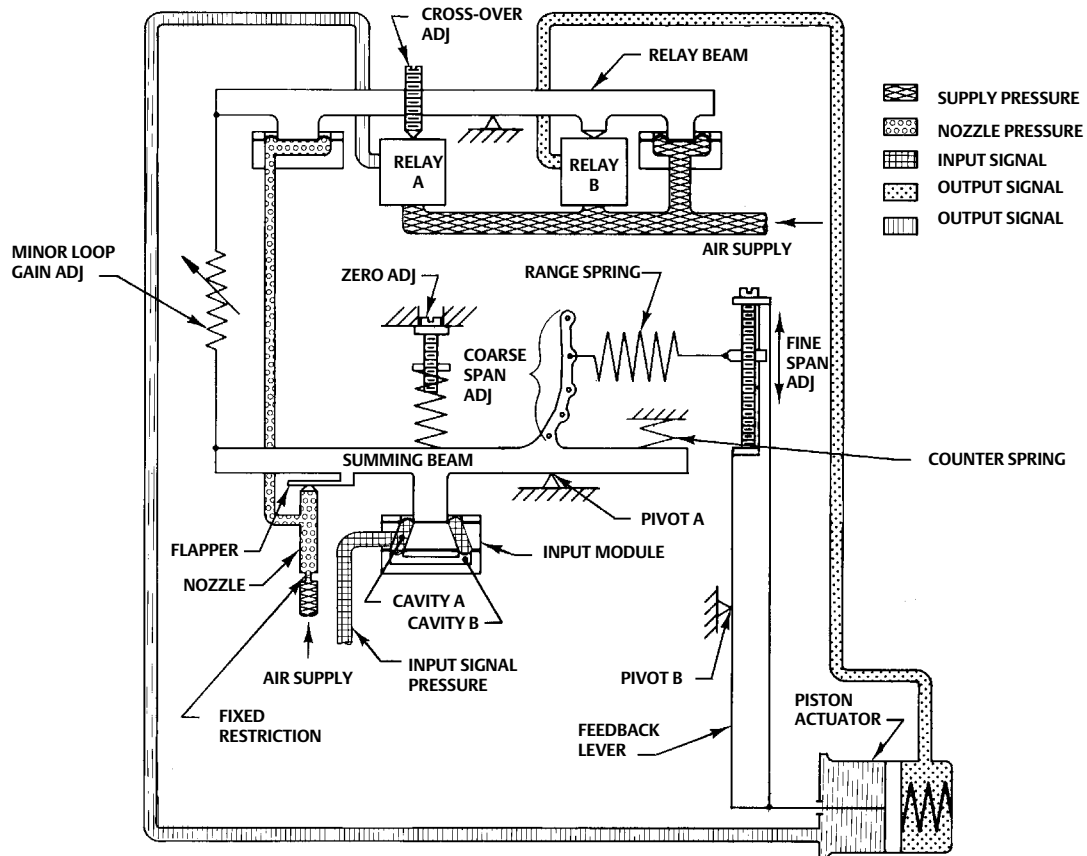 CROSS-OVER
ADJ
RELAY BEAM
SUPPLY PRESSURE
NOZZLE PRESSURE
INPUT SIGNAL
OUTPUT SIGNAL
OUTPUT SIGNAL
RELAY
A
RELAY
B
AIR SUPPLY
MINOR LOOP
GAIN ADJ
ZERO ADJ
RANGE SPRING
COARSE
SPAN
ADJ
FINE
SPAN
ADJ
SUMMING BEAM
COUNTER SPRING
PIVOT A
FLAPPER
INPUT MODULE
NOZZLE
CAVITY A
CAVITY B
AIR SUPPLY
INPUT SIGNAL
PRESSURE
PIVOT B
FIXED
RESTRICTION
PISTON
ACTUATOR
FEEDBACK
LEVER